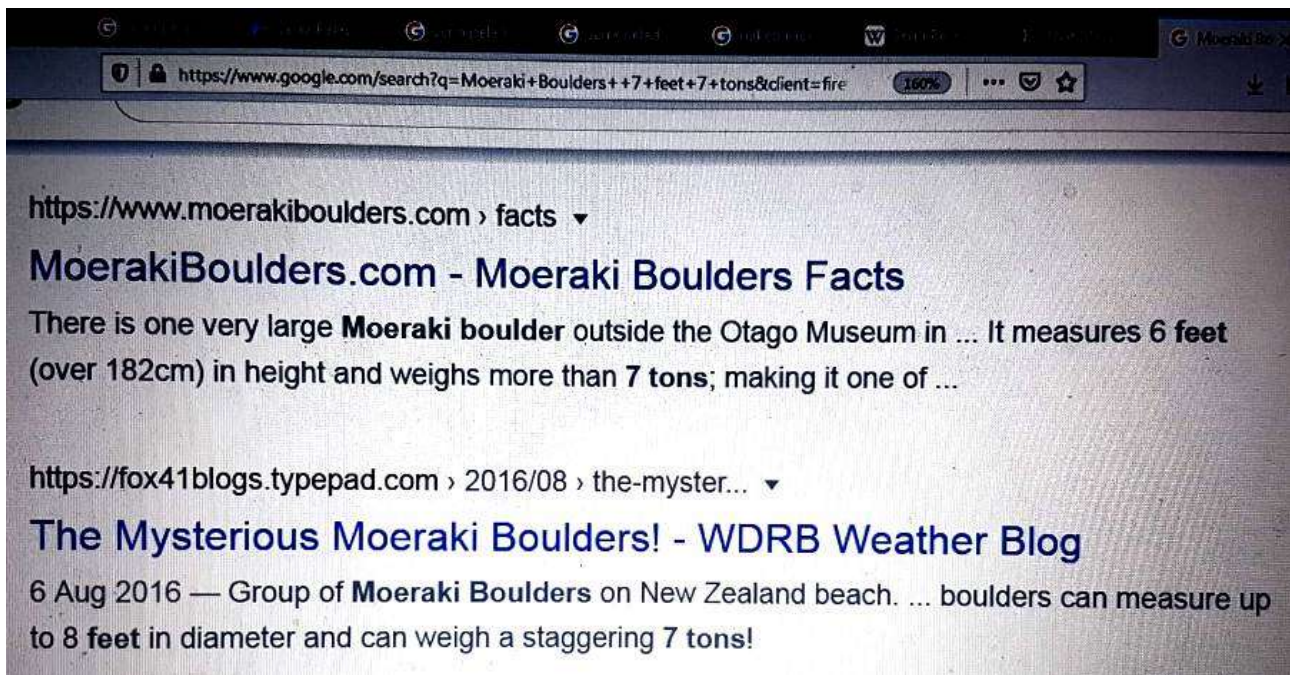 Moeraki Bo
https://www.google.com/search?q=Moeraki+Boulders++7+feet+7+tons&client=fire 160%
https://www.moerakiboulders.com › facts
MoerakiBoulders.com - Moeraki Boulders Facts
There is one very large Moeraki boulder outside the Otago Museum in ... It measures 6 feet
(over 182cm) in height and weighs more than 7 tons; making it one of ...
https://fox41blogs.typepad.com › 2016/08 › the-myster...
The Mysterious Moeraki Boulders! - WDRB Weather Blog
6 Aug 2016 — Group of Moeraki Boulders on New Zealand beach. ... boulders can measure up
to 8 feet in diameter and can weigh a staggering 7 tons!